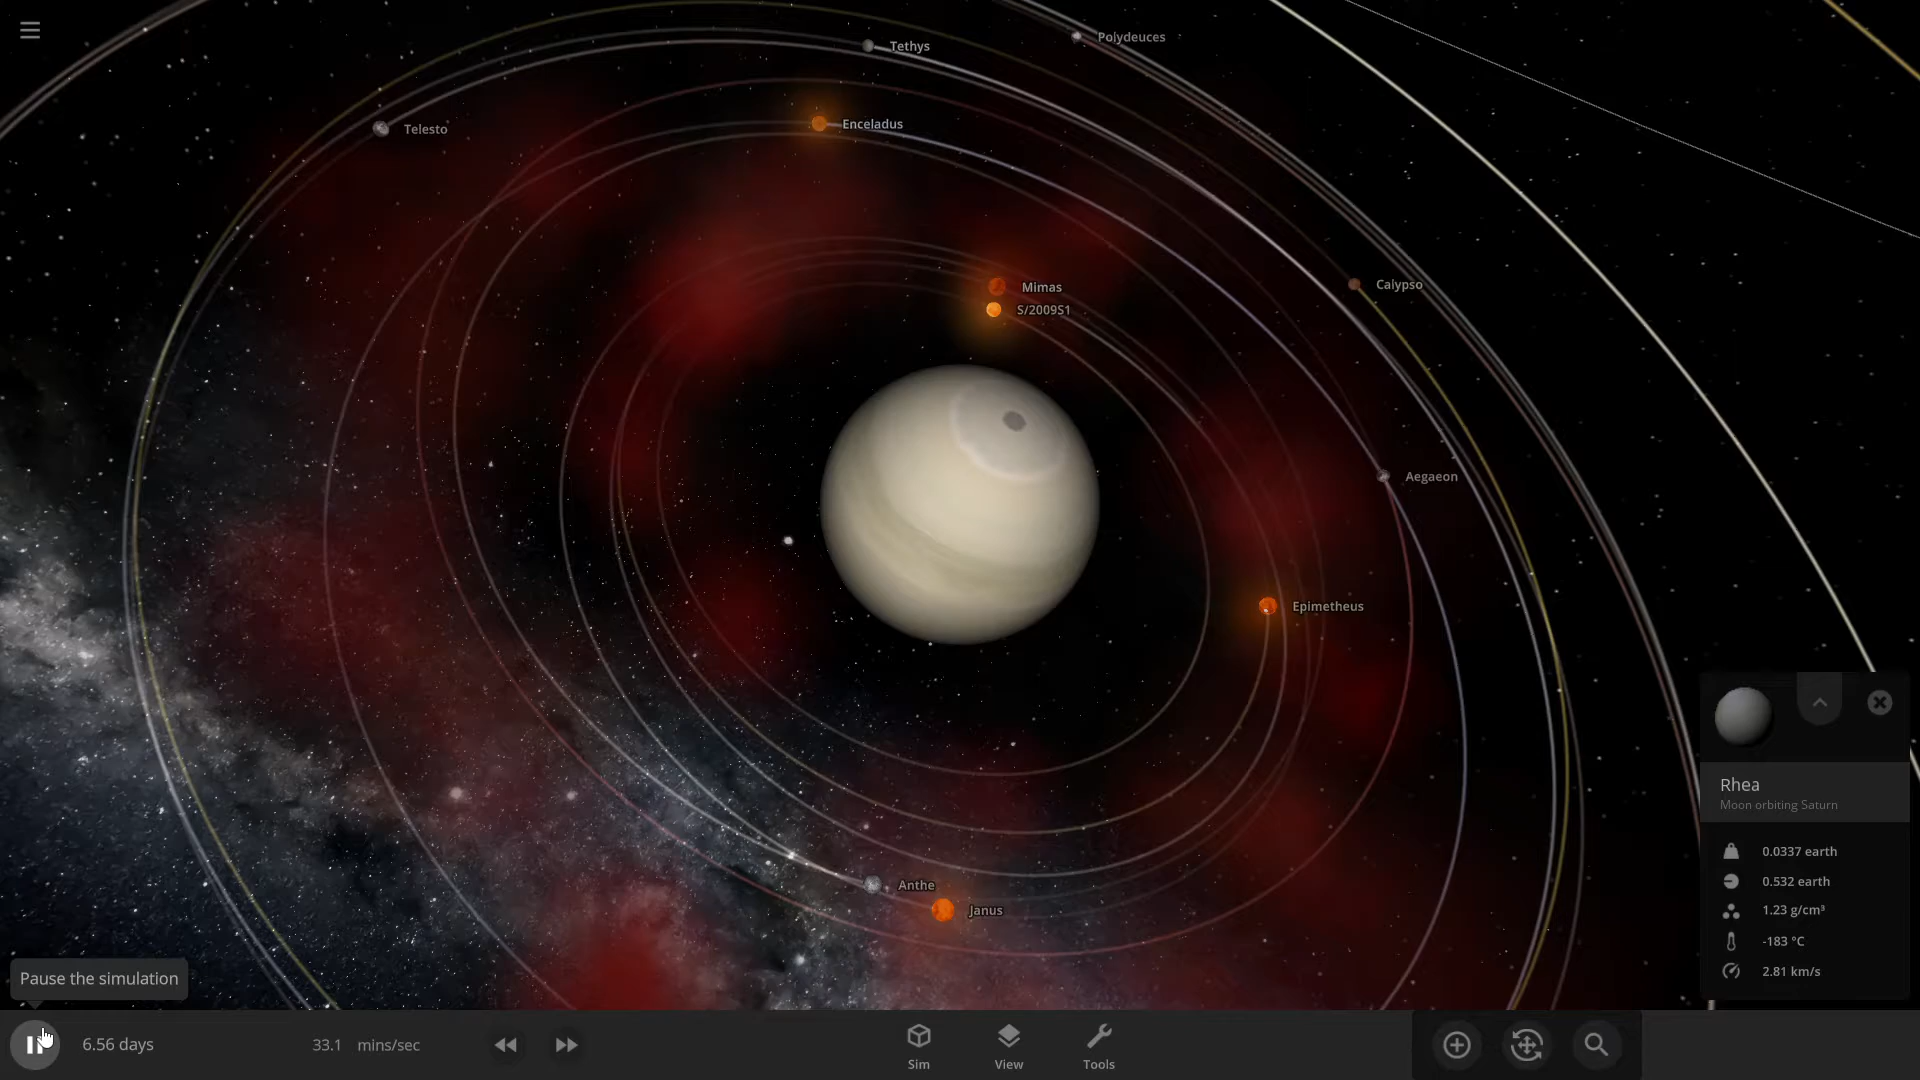 Polydeuces
Tethys
Enceladus
Telesto
Mimas
Calypso
S/2009S1
Aegaeon
Epimetheus
Rhea
Moon orbiting Saturn
0.0337 earth
0.532 earth
Anthe
1.23 g/cm³
Janus
-183 °C
2.81 km/s
Pause the simulation
6.56 days
33.1 mins/sec
Sim
View
Tools